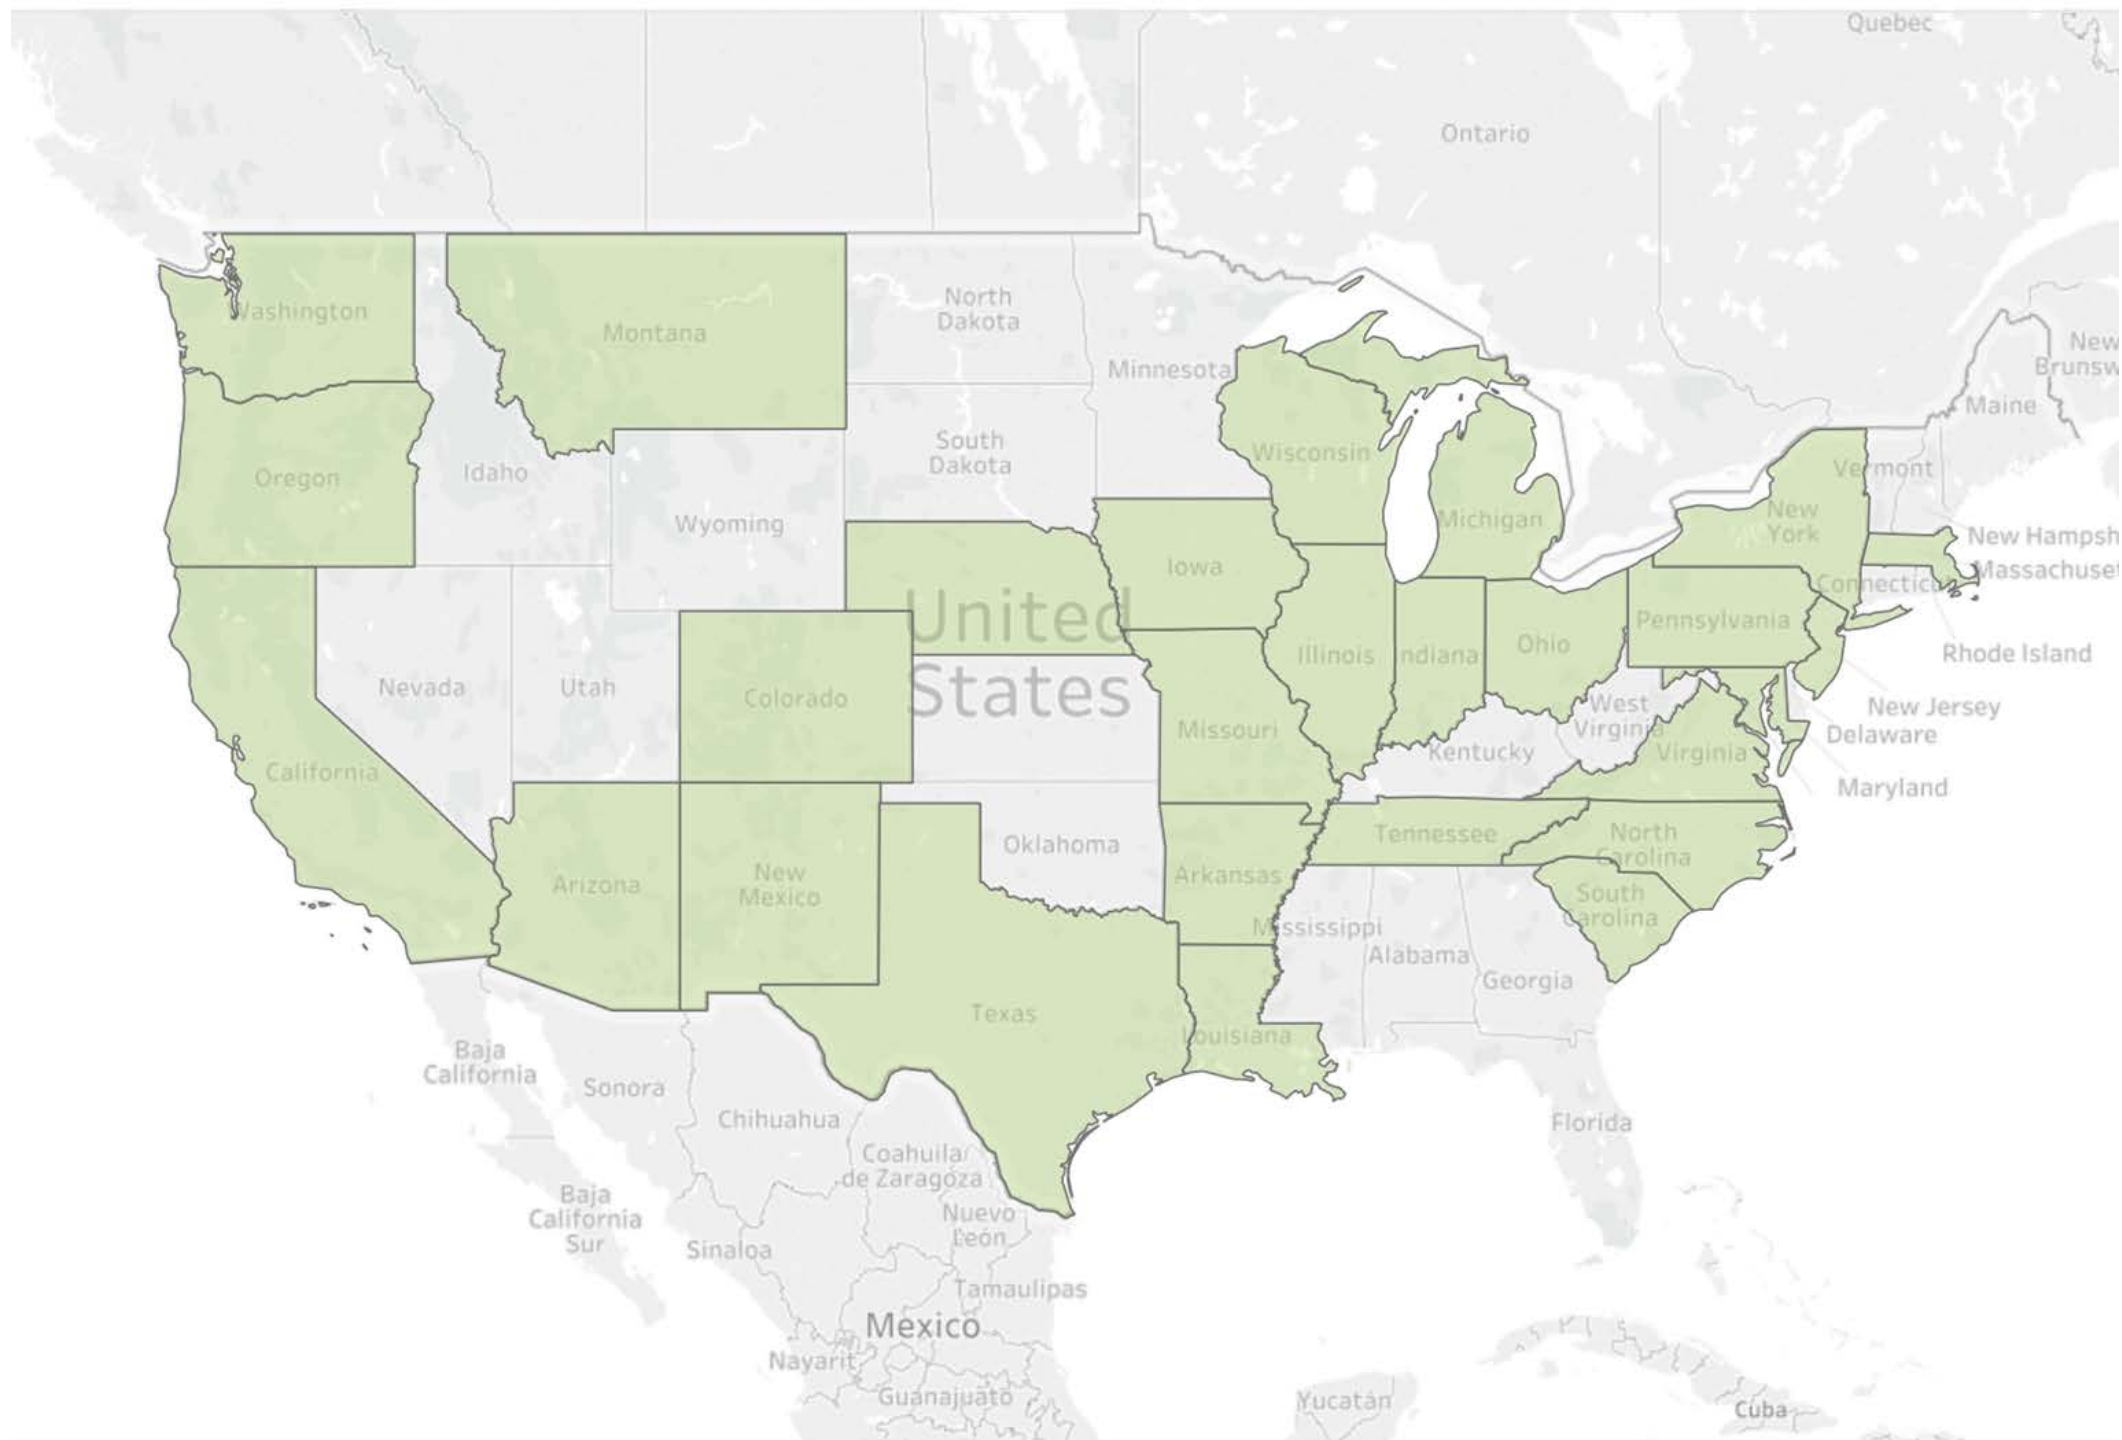 Quebec
Ontario
New
Brunsw
Washington
Montana
North
Dakota
Minnesota
Maine
Oregon
Idaho
South
Dakota
Wisconsin
Vermont
Wyoming
Michigan
New
York
New Hampsh
Massachuset
Iowa
Connecticu
United
States
Pennsylvania
Rhode Island
Nevada
Utah
Colorado
Illinois
ndiana
Ohio
New Jersey
Delaware
West
Virginia
Missouri
Kentucky
Virginia
California
Maryland
Oklahoma
Tennessee
North
Carolina
Arizona
New
Mexico
Arkansas
South
Carolina
Mississippi
Alabama
Georgia
Texas
Louisiana
Baja
California
Sonora
Chihuahua
Florida
Coahuila
de Zaragoza
Baja
California
Sur
Nuevo
León
Sinaloa
Tamaulipas
Mexico
Nayarit
Guanajuato
Yucatán
Cuba